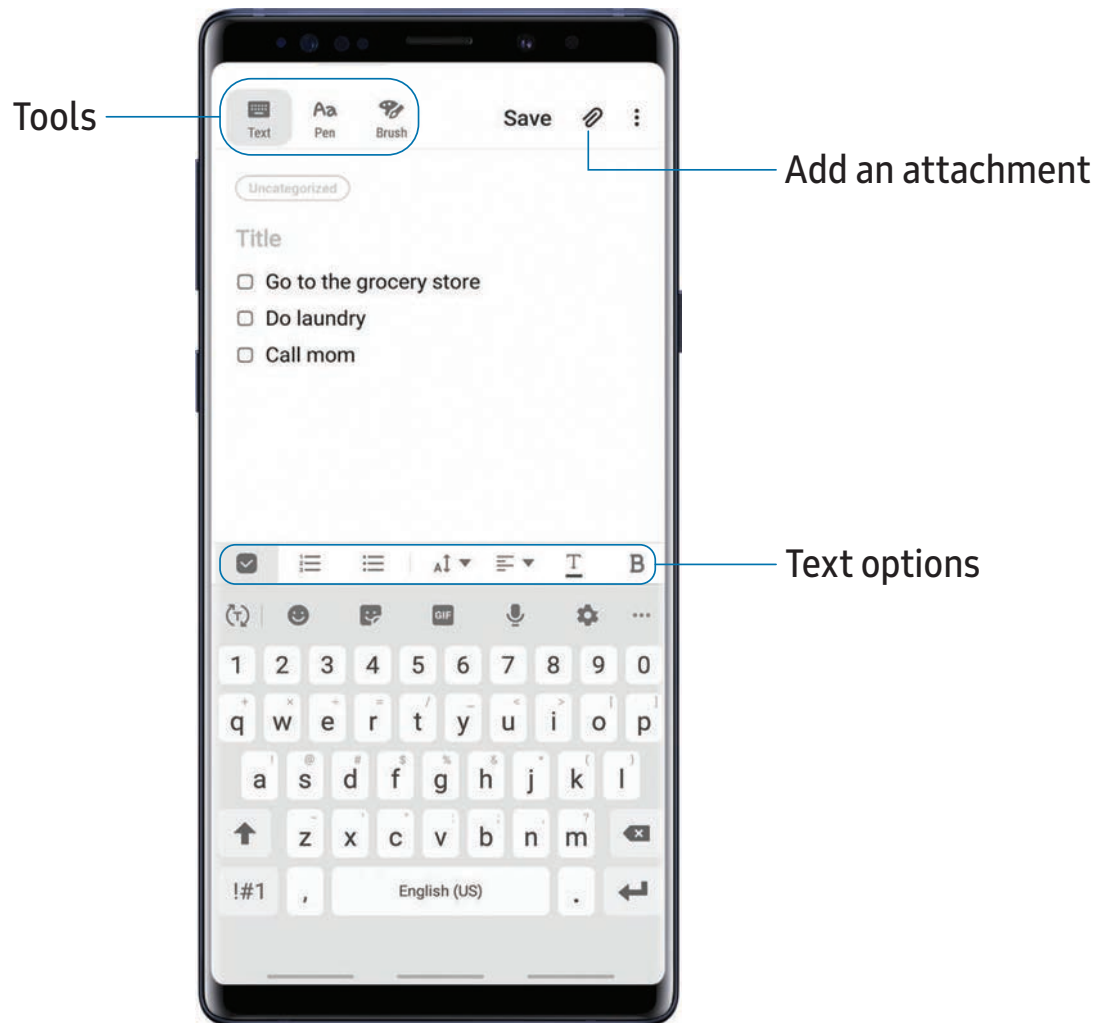 Tools
Text Pen Brush Save
Add an attachment
Uncategorized
Title
Go to the grocery store
Do laundry
Call mom
A T B
Text options
T GIF
1 2 3 4 5 6 7 8 9 0
q w e r t y u i o p
a s d f g h j k l
z x c v b n m
!#1 , English (US) .